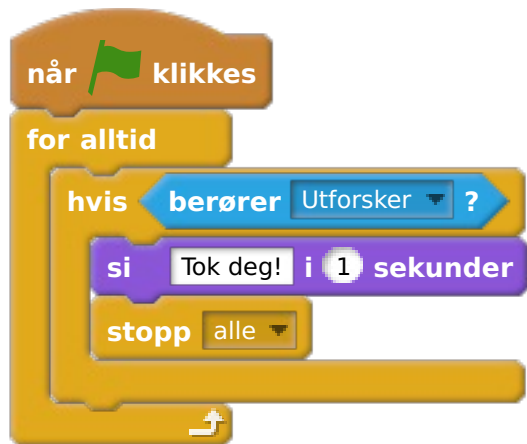 når klikkes
for alltid
hvis berører Utforsker ?
si Tok deg! i 1 sekunder
stopp alle